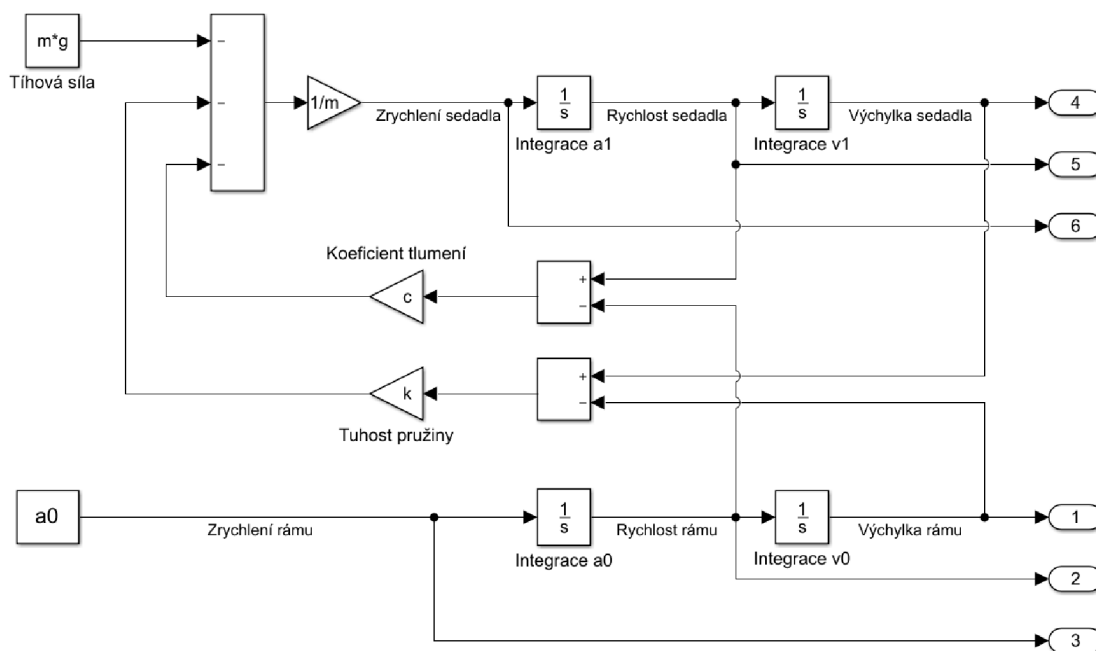 m*g
Tíhová síla
−
−
−
1/m
Zrychlení sedadla
1
s
Integrace a1
Rychlost sedadla
1
s
Integrace v1
Výchylka sedadla
4
5
6
Koeficient tlumení
c
+
−
k
Tuhost pružiny
+
−
a0
Zrychlení rámu
1
s
Integrace a0
Rychlost rámu
1
s
Integrace v0
Výchylka rámu
1
2
3